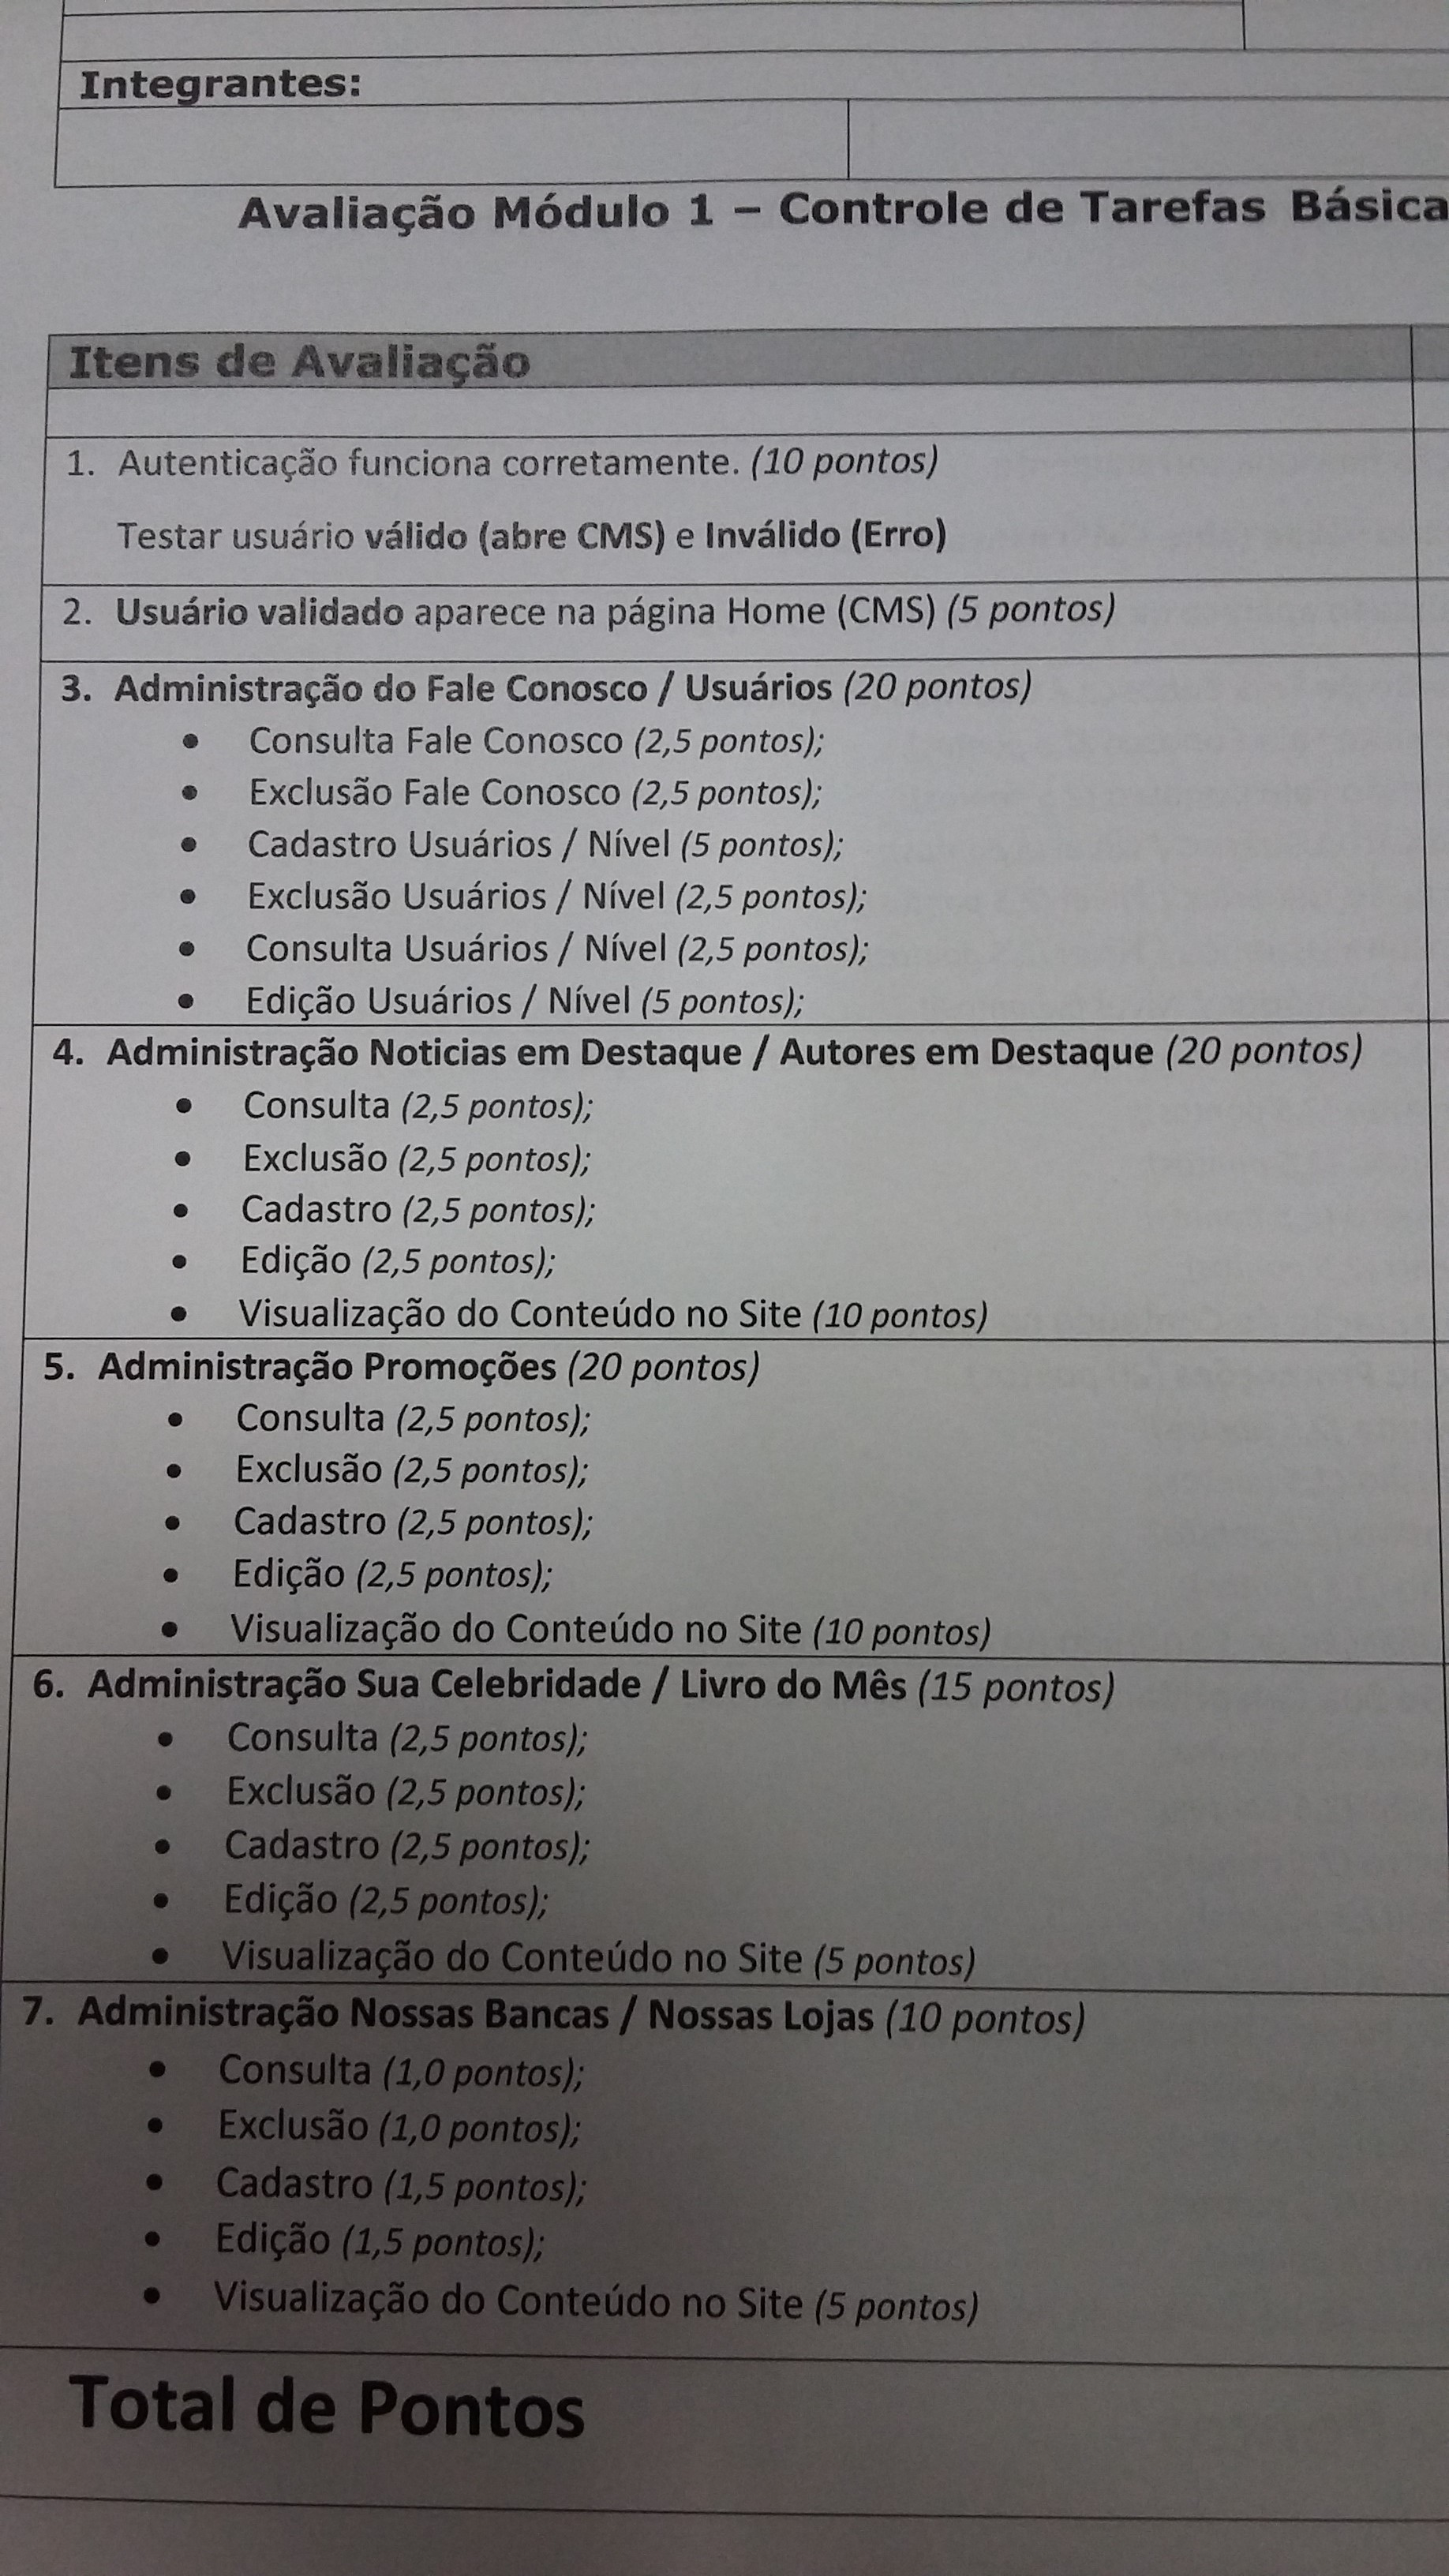 Integrantes:
Avaliação Módulo 1 – Controle de Tarefas Básica
Itens de Avaliação
1. Autenticação funciona corretamente. (10 pontos)
Testar usuário válido (abre CMS) e Inválido (Erro)
2. Usuário validado aparece na página Home (CMS) (5 pontos)
3. Administração do Fale Conosco / Usuários (20 pontos)
• Consulta Fale Conosco (2,5 pontos);
• Exclusão Fale Conosco (2,5 pontos);
• Cadastro Usuários / Nível (5 pontos);
• Exclusão Usuários / Nível (2,5 pontos);
• Consulta Usuários / Nível (2,5 pontos);
• Edição Usuários / Nível (5 pontos);
4. Administração Noticias em Destaque / Autores em Destaque (20 pontos)
• Consulta (2,5 pontos);
• Exclusão (2,5 pontos);
• Cadastro (2,5 pontos);
• Edição (2,5 pontos);
• Visualização do Conteúdo no Site (10 pontos)
5. Administração Promoções (20 pontos)
• Consulta (2,5 pontos);
• Exclusão (2,5 pontos);
• Cadastro (2,5 pontos);
• Edição (2,5 pontos);
• Visualização do Conteúdo no Site (10 pontos)
6. Administração Sua Celebridade / Livro do Mês (15 pontos)
• Consulta (2,5 pontos);
• Exclusão (2,5 pontos);
• Cadastro (2,5 pontos);
• Edição (2,5 pontos);
• Visualização do Conteúdo no Site (5 pontos)
7. Administração Nossas Bancas / Nossas Lojas (10 pontos)
• Consulta (1,0 pontos);
• Exclusão (1,0 pontos);
• Cadastro (1,5 pontos);
• Edição (1,5 pontos);
• Visualização do Conteúdo no Site (5 pontos)
Total de Pontos